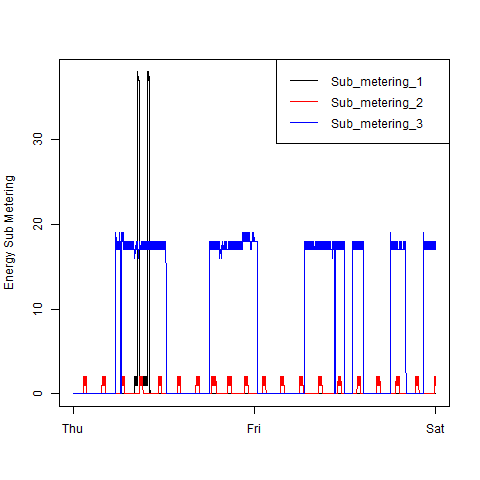 Sub_metering_1
Sub_metering_2
Sub_metering_3
Energy Sub Metering
30
20
10
0
Thu Fri Sat